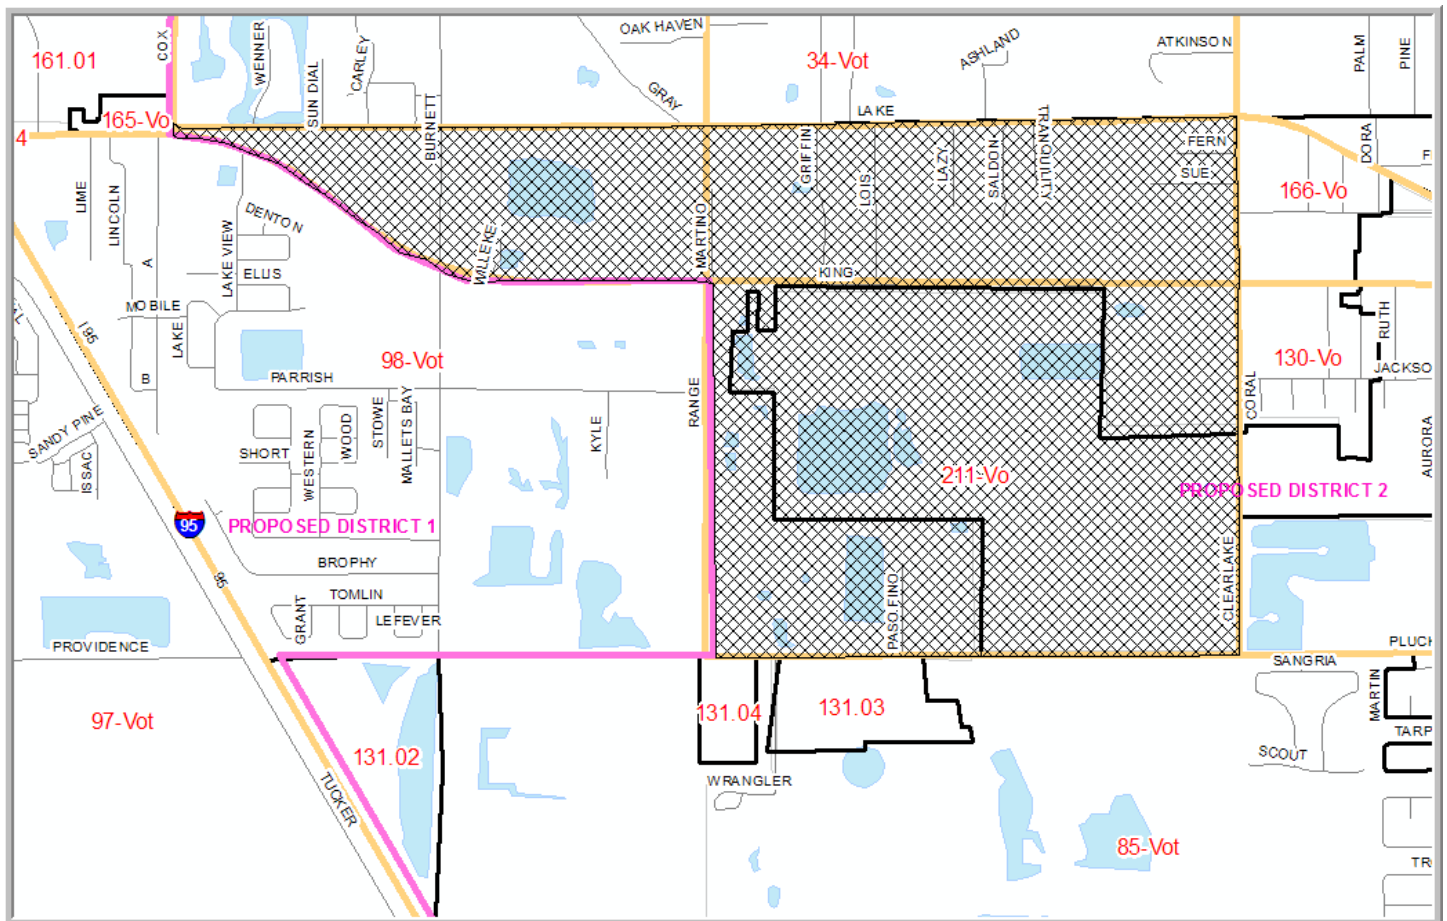 OAK HAVEN
ATKINSON
COX
WENNER
SUN DIAL
CARLEY
161.01
34-Vot
ASHLAND
PALM
PINE
GRAY
165-Vo
LAKE
4
BURNETT
GRIFFIN
LOIS
LAZY
SALDON
TRANQUILITY
FERN
SUE
DORA
F
166-Vo
LIME
LINCOLN
DENTON
LAKE VIEW
A
ELLIS
WILLEKE
MARTINO
KING
MOBILE
LAKE
I 95
RUTH
98-Vot
130-Vo
JACKSO
PARRISH
B
CORAL
RANGE
SANDY PINE
ISSAC
SHORT
WESTERN
WOOD
STOWE
MALLETS BAY
KYLE
AURORA
211-Vo
PROPOSED DISTRICT 2
95
PROPOSED DISTRICT 1
BROPHY
95
TOMLIN
GRANT
LEFEVER
PASO FINO
CLEARLAKE
PROVIDENCE
PLUCK
SANGRIA
MARTIN
97-Vot
131.04
131.03
131.02
TARP
SCOUT
WRANGLER
TUCKER
85-Vot
TR